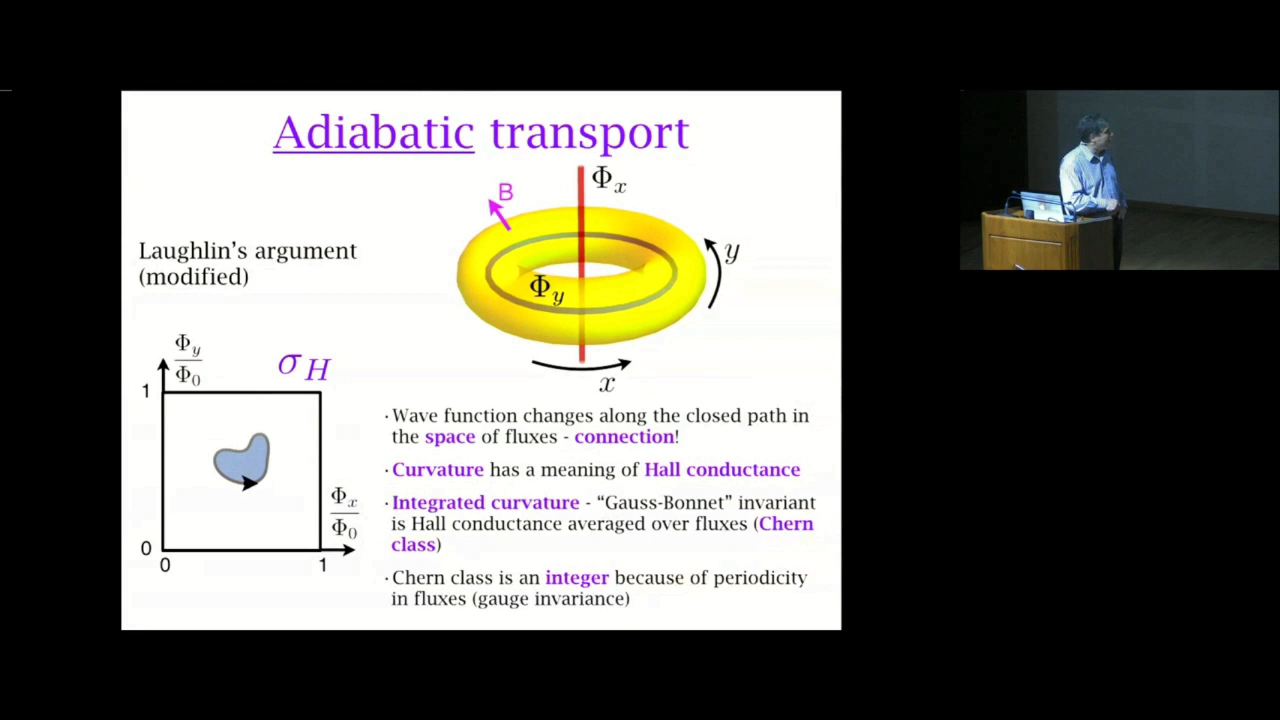 Adiabatic transport
Φx
B
y
Laughlin's argument
(modified)
Φy
x
Φy
Φ0
σH
1
Φx
Φ0
0
0
1
·Wave function changes along the closed path in
the space of fluxes - connection!
·Curvature has a meaning of Hall conductance
·Integrated curvature - “Gauss-Bonnet” invariant
is Hall conductance averaged over fluxes (Chern
class)
·Chern class is an integer because of periodicity
in fluxes (gauge invariance)